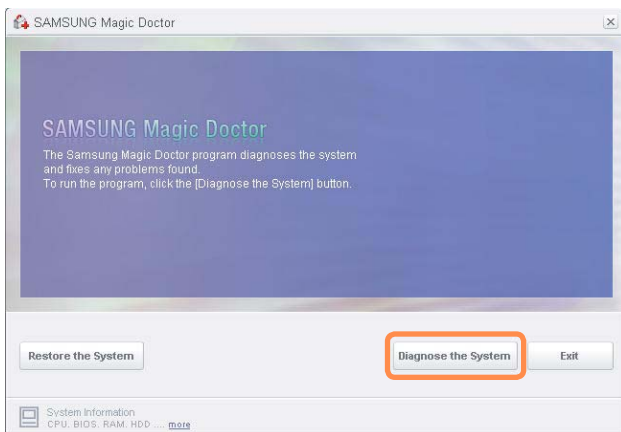 SAMSUNG Magic Doctor
SAMSUNG Magic Doctor
The Samsung Magic Doctor program diagnoses the system
and fixes any problems found.
To run the program, click the [Diagnose the System] button.
Restore the System
Diagnose the System
Exit
System Information
CPU. BIOS. RAM. HDD .... more